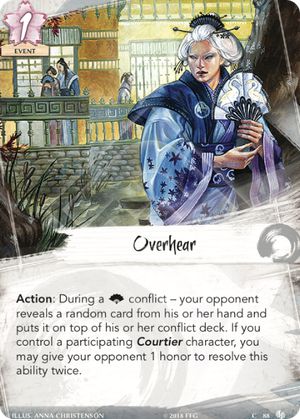 1
EVENT
Overhear
Action: During a conflict – your opponent
reveals a random card from his or her hand and
puts it on top of his or her conflict deck. If you
control a participating Courtier character, you
may give your opponent 1 honor to resolve this
ability twice.
ILLUS. ANNA CHRISTENSON © 2018 FFG C 88